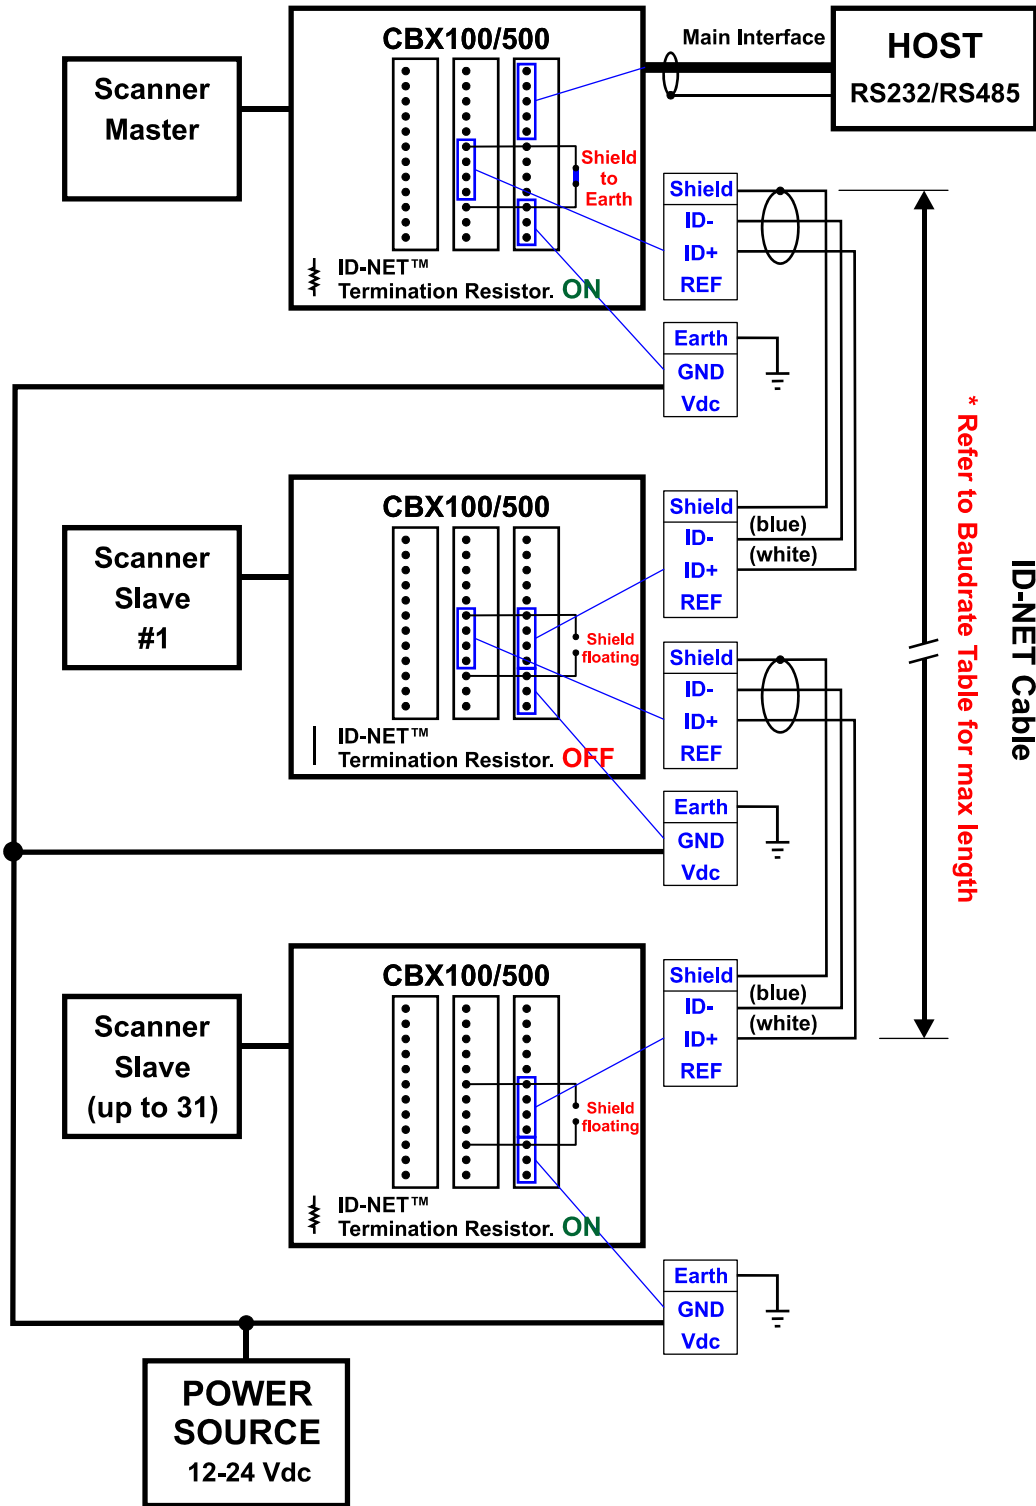 CBX100/500
Scanner
Master
Main Interface
HOST
RS232/RS485
Shield
to
Earth
ID-NET™
Termination Resistor. ON
Shield
ID-
ID+
REF
Earth
GND
Vdc
CBX100/500
Scanner
Slave
#1
Shield
floating
ID-NET™
Termination Resistor. OFF
Shield
ID-
ID+
REF
(blue)
(white)
Shield
ID-
ID+
REF
Earth
GND
Vdc
* Refer to Baudrate Table for max length
ID-NET Cable
CBX100/500
Scanner
Slave
(up to 31)
Shield
floating
ID-NET™
Termination Resistor. ON
Shield
ID-
ID+
REF
(blue)
(white)
Earth
GND
Vdc
POWER
SOURCE
12-24 Vdc